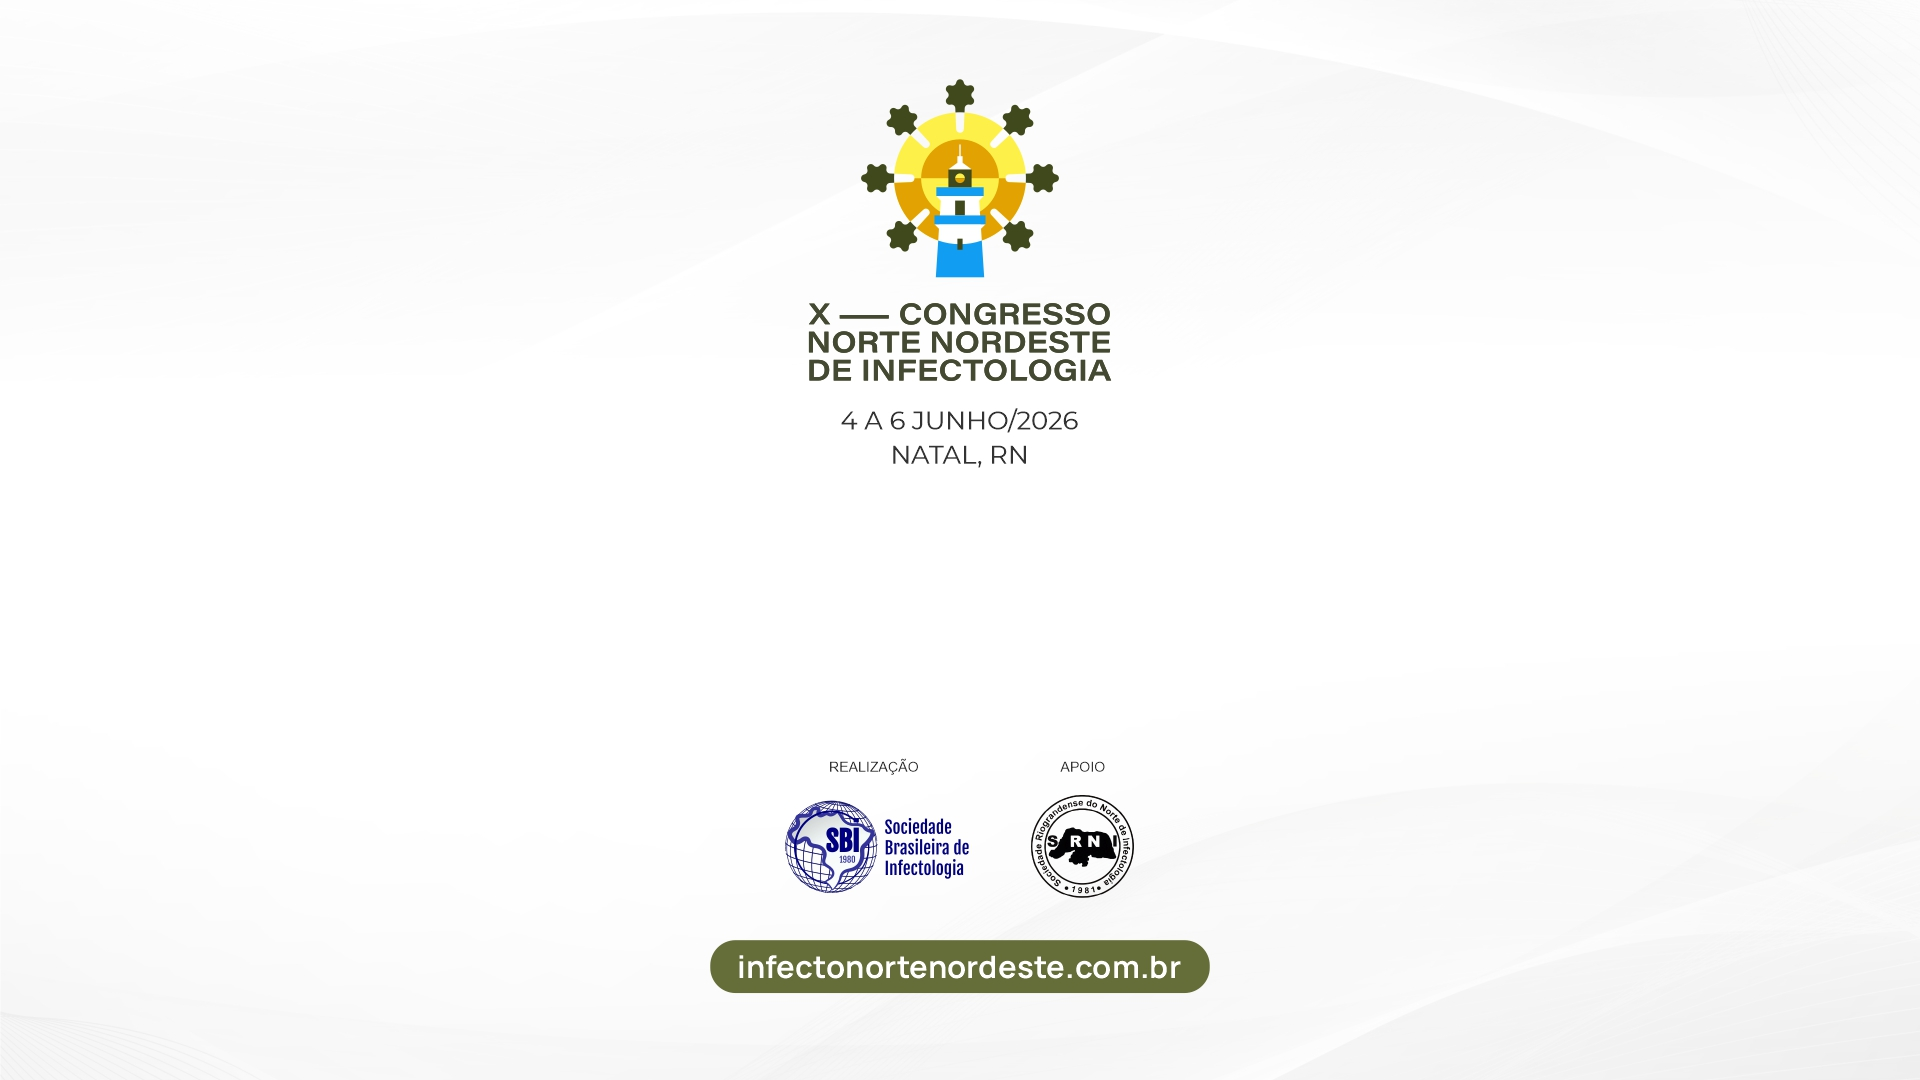 X — CONGRESSO
NORTE NORDESTE
DE INFECTOLOGIA
4 A 6 JUNHO/2026
NATAL, RN
REALIZAÇÃO
APOIO
SBI
1980
Sociedade
Brasileira de
Infectologia
Sociedade Riograndense do Norte de Infectologia
SRNI
•1981•
infectonortenordeste.com.br